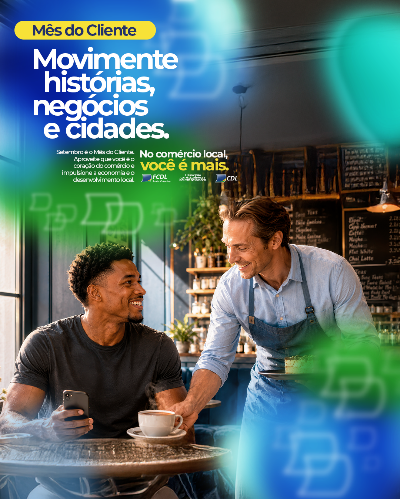 Mês do Cliente
Movimente
histórias,
negócios
e cidades.
Setembro é o Mês do Cliente.
Aproveite que você é o
coração do comércio e
impulsione a economia e o
desenvolvimento local.
No comércio local,
você é mais.
FCDL
CDL